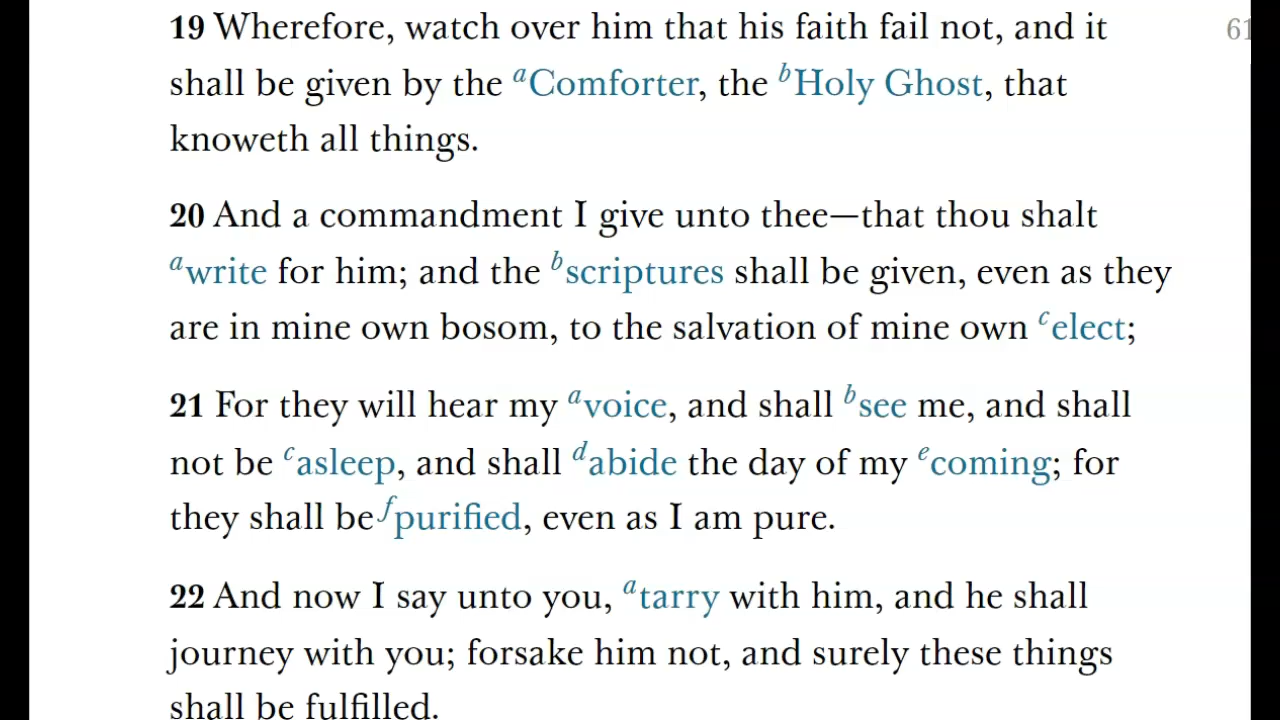 19 Wherefore, watch over him that his faith fail not, and it
61
shall be given by the aComforter, the bHoly Ghost, that
knoweth all things.
20 And a commandment I give unto thee—that thou shalt
awrite for him; and the bscriptures shall be given, even as they
are in mine own bosom, to the salvation of mine own celect;
21 For they will hear my avoice, and shall bsee me, and shall
not be casleep, and shall dabide the day of my ecoming; for
they shall be fpurified, even as I am pure.
22 And now I say unto you, atarry with him, and he shall
journey with you; forsake him not, and surely these things
shall be fulfilled.